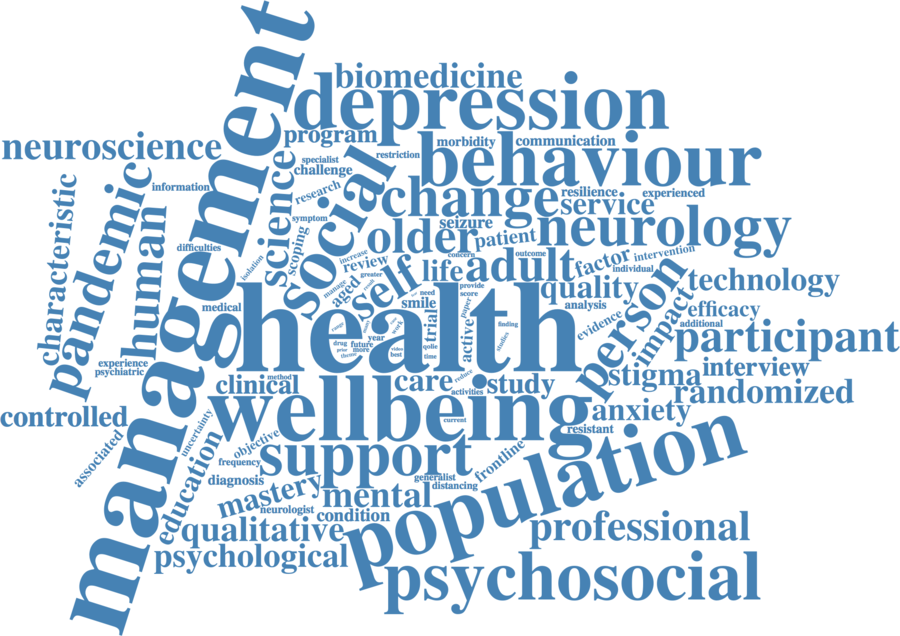 biomedicine
depression
management
neuroscience
program
morbidity
communication
behaviour
specialist
restriction
challenge
social
pandemic
characteristic
information
human
science
research
change
resilience
experienced
service
symptom
seizure
older
patient
neurology
scoping
difficulties
isolation
increase
concern
review
greater
outcome
intervention
life
adult
factor
individual
self
aged
manage
result
quality
technology
person
need
provide
score
medical
health
smile
analysis
impact
efficacy
additional
trial
paper
active
finding
evidence
participant
range
work
year
studies
drug
future
more
video
best
qolie
time
theme
experience
psychiatric
method
clinical
care
reduce
activities
study
stigma
interview
randomized
controlled
wellbeing
current
anxiety
resistant
uncertainty
associated
education
objective
frequency
support
population
frontline
diagnosis
generalist
distancing
mastery
mental
neurologist
condition
qualitative
professional
psychological
psychosocial